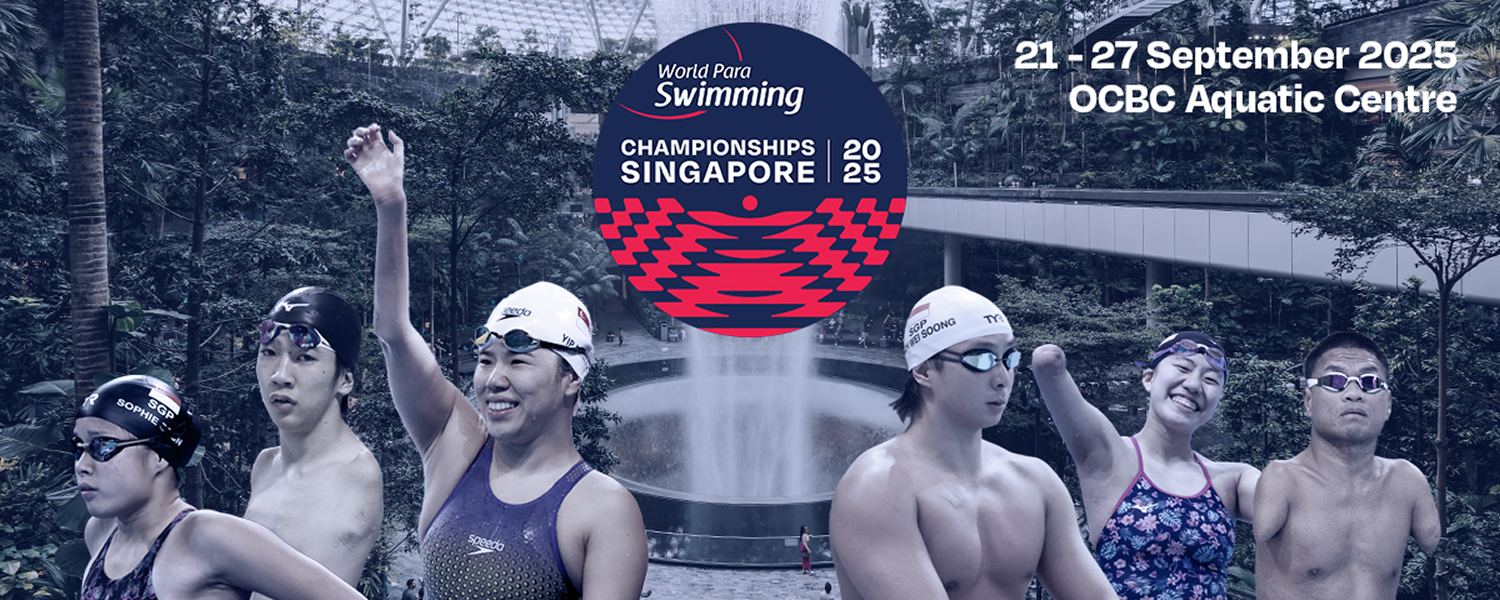 World Para
Swimming
CHAMPIONSHIPS
SINGAPORE
20
25
21 - 27 September 2025
OCBC Aquatic Centre
SGP
SOPHIE
speedo
YIP
speedo
SGP
WEI SOONG
TYR